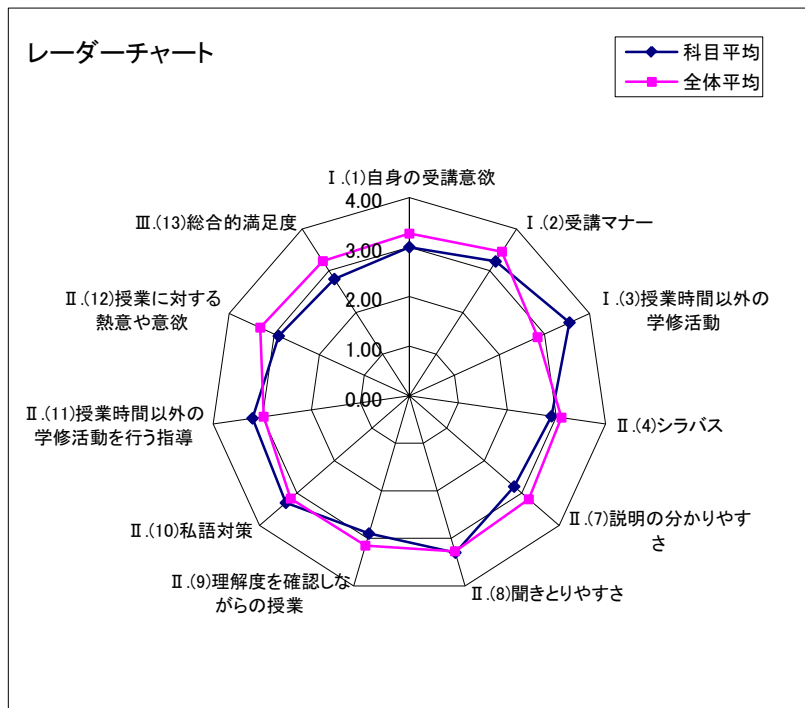 レーダーチャート
科目平均
全体平均
Ⅰ.(1)自身の受講意欲
Ⅰ.(2)受講マナー
Ⅰ.(3)授業時間以外の
学修活動
Ⅱ.(4)シラバス
Ⅱ.(7)説明の分かりやす
さ
Ⅱ.(8)聞きとりやすさ
Ⅱ.(9)理解度を確認しな
がらの授業
Ⅱ.(10)私語対策
Ⅱ.(11)授業時間以外の
学修活動を行う指導
Ⅱ.(12)授業に対する
熱意や意欲
Ⅲ.(13)総合的満足度
4.00
3.00
2.00
1.00
0.00